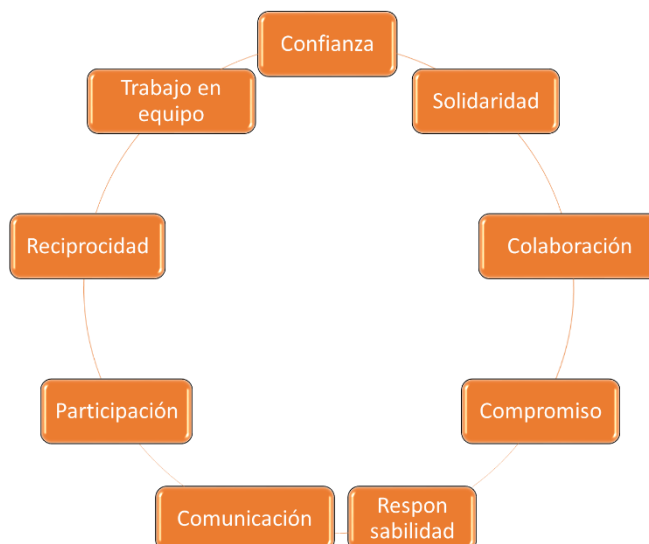 Confianza
Solidaridad
Colaboración
Compromiso
Respon
sabilidad
Comunicación
Participación
Reciprocidad
Trabajo en
equipo